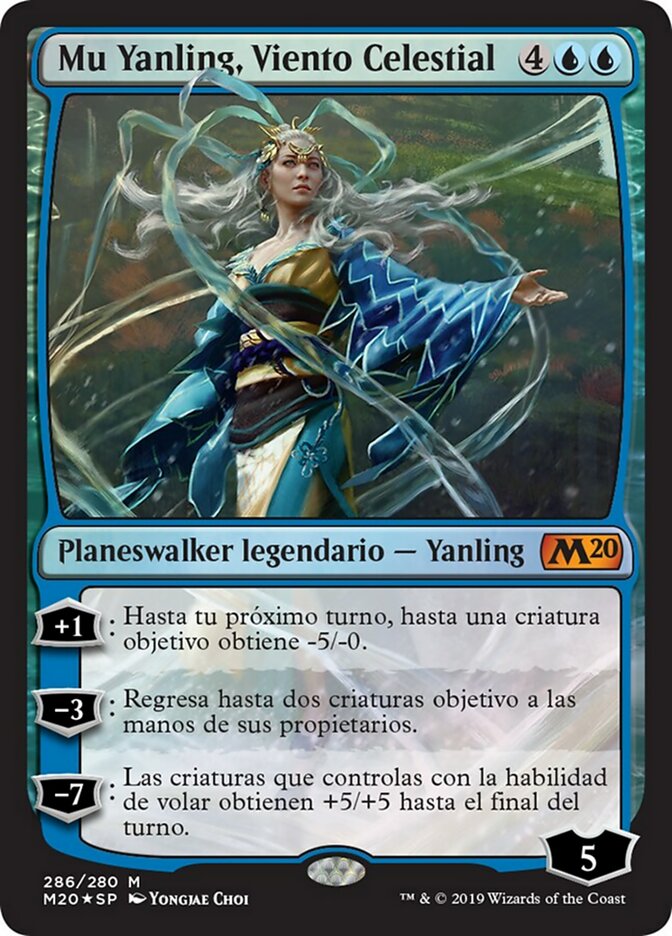 Mu Yanling, Viento Celestial 4
Planeswalker legendario — Yanling M20
+1 : Hasta tu próximo turno, hasta una criatura
objetivo obtiene -5/-0.
−3 : Regresa hasta dos criaturas objetivo a las
manos de sus propietarios.
−7 : Las criaturas que controlas con la habilidad
de volar obtienen +5/+5 hasta el final del
turno.
5
286/280 M
M20★SP Yongjae Choi
™ & © 2019 Wizards of the Coast